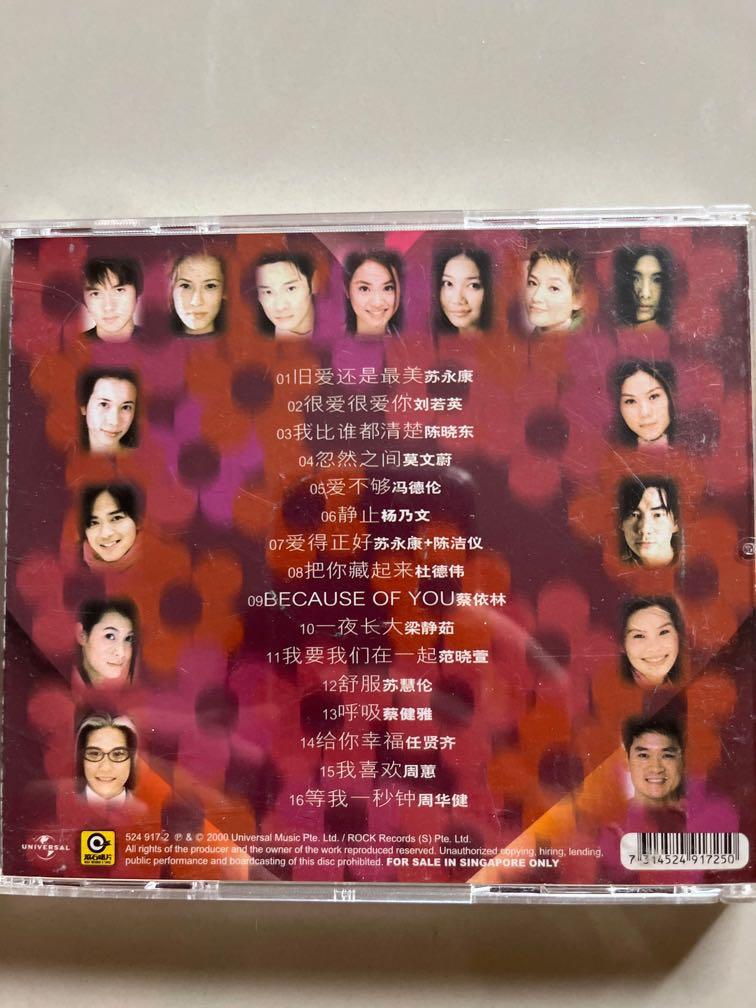 01旧爱还是最美苏永康
02很爱很爱你刘若英
03我比谁都清楚陈晓东
04忽然之间莫文蔚
05爱不够冯德伦
06静止杨乃文
07爱得正好苏永康+陈洁仪
08把你藏起来杜德伟
09BECAUSE OF YOU蔡依林
10一夜长大梁静茹
11我要我们在一起范晓萱
12舒服苏慧伦
13呼吸蔡健雅
14给你幸福任贤齐
15我喜欢周蕙
16等我一秒钟周华健
UNIVERSAL
滚石唱片
524 917-2 ℗ & © 2000 Universal Music Pte. Ltd. / ROCK Records (S) Pte. Ltd.
All rights of the producer and the owner of the work reproduced reserved. Unauthorized copying, hiring, lending,
public performance and boardcasting of this disc prohibited. FOR SALE IN SINGAPORE ONLY
7 314524 917250